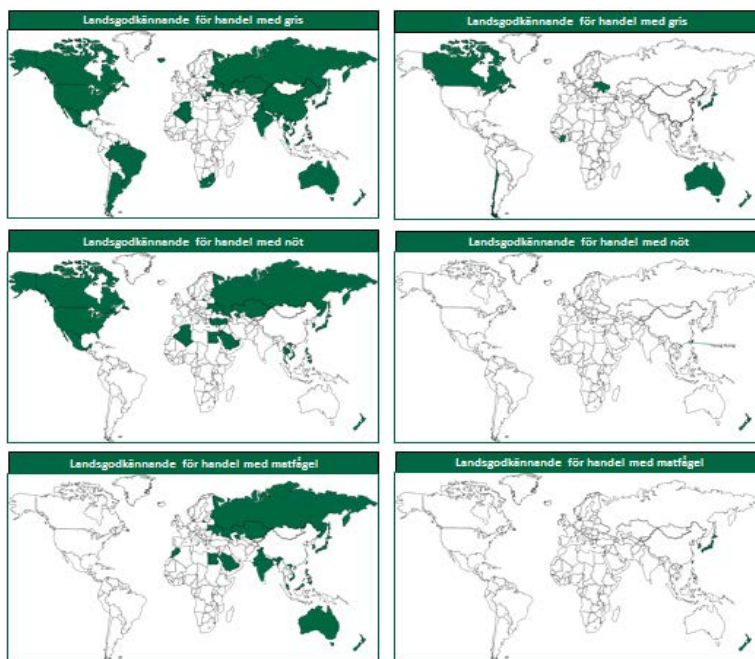 Landsgodkännande för handel med gris
Landsgodkännande för handel med gris
Landsgodkännande för handel med nöt
Landsgodkännande för handel med nöt
Hong Kong
Landsgodkännande för handel med matfågel
Landsgodkännande för handel med matfågel